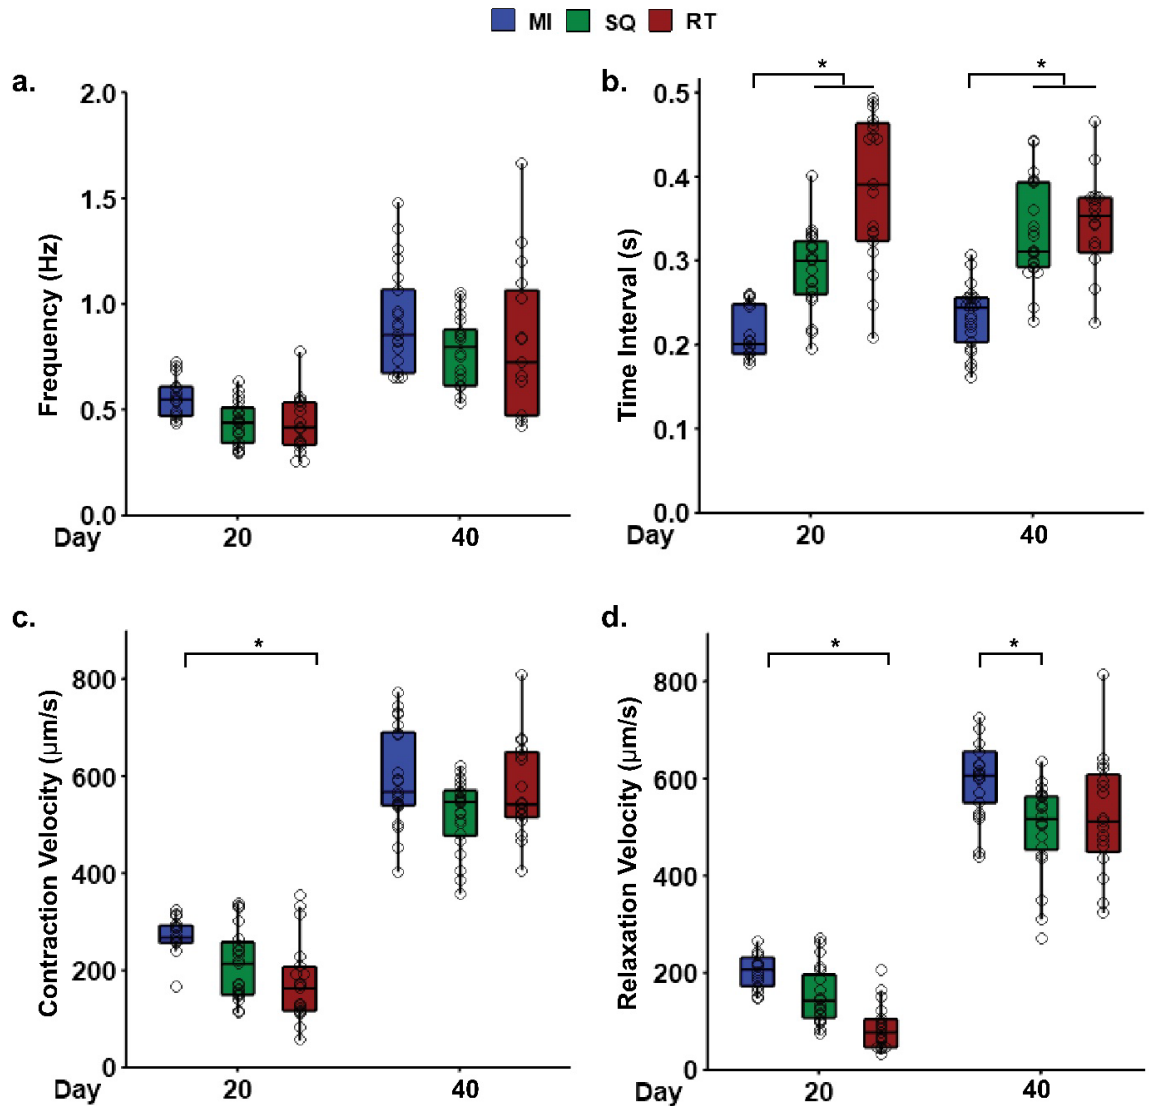 MI SQ RT
a.
2.0
1.5
1.0
0.5
0.0
Frequency (Hz)
Day 20 40
b.
* *
0.5
0.4
0.3
0.2
0.1
0.0
Time Interval (s)
Day 20 40
c.
*
800
600
400
200
0
Contraction Velocity (μm/s)
Day 20 40
d.
* *
800
600
400
200
0
Relaxation Velocity (μm/s)
Day 20 40